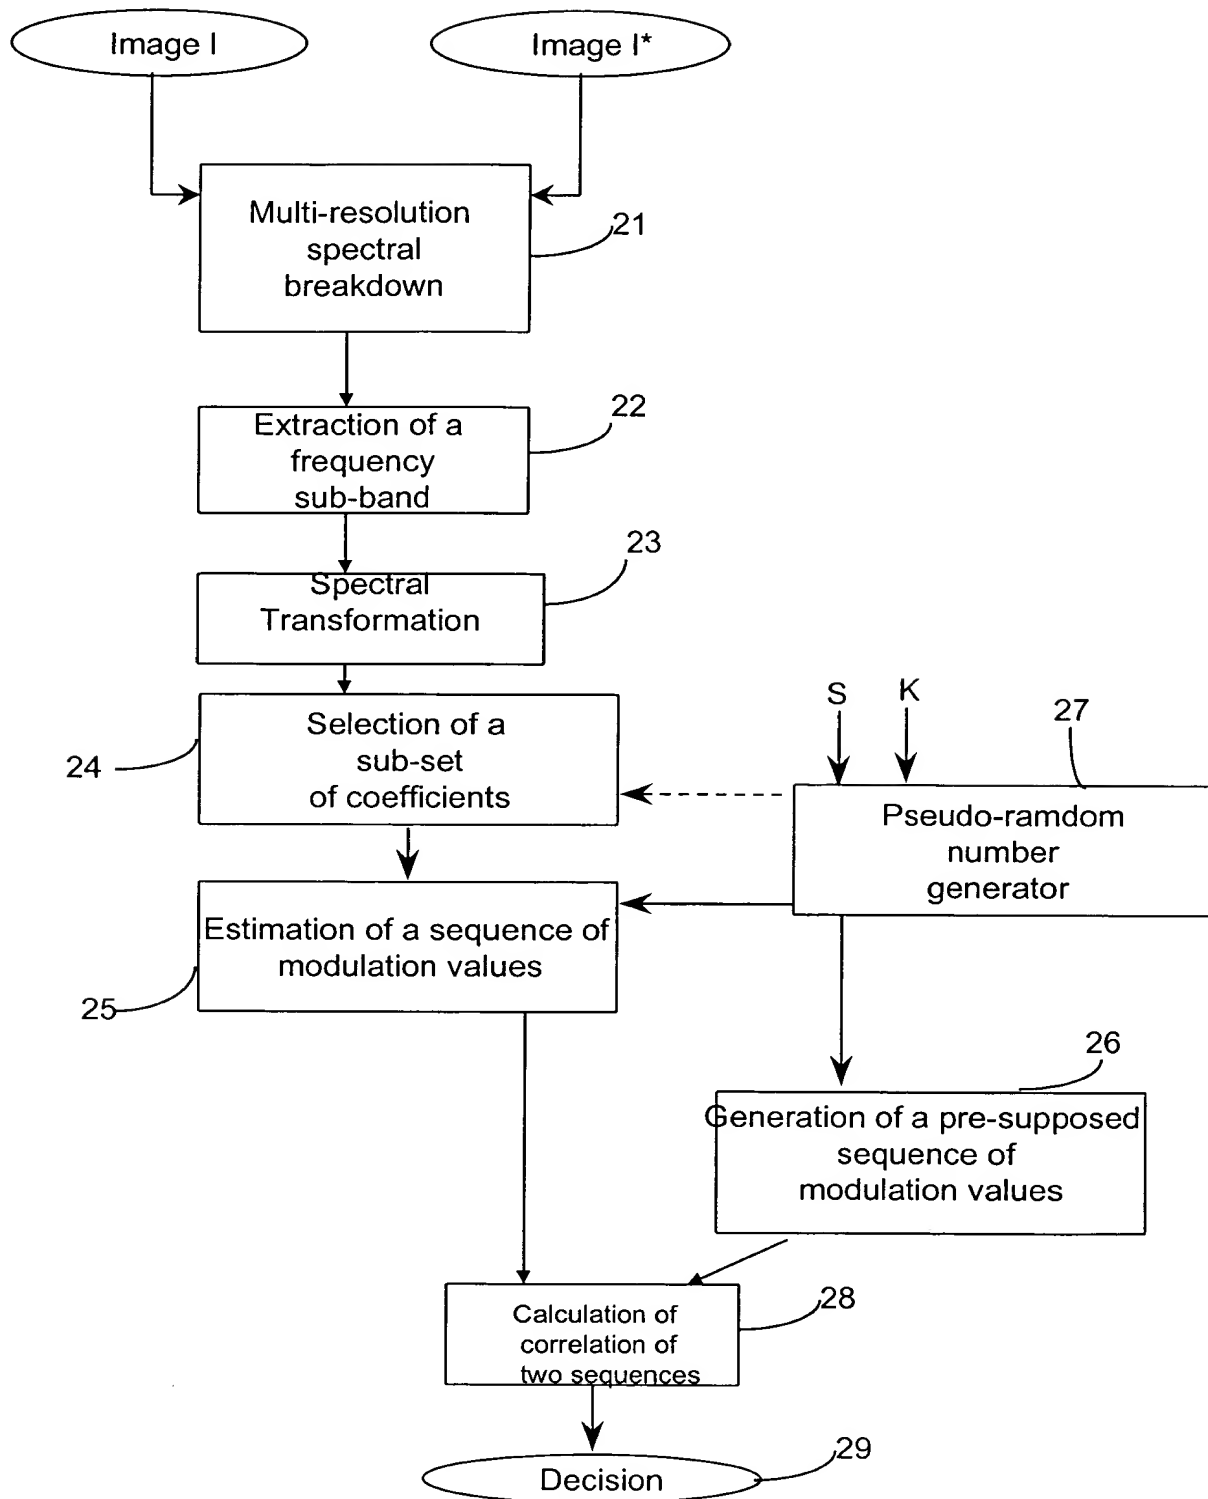 Image I
Image I*
Multi-resolution
spectral
breakdown
21
Extraction of a
frequency
sub-band
22
Spectral
Transformation
23
Selection of a
sub-set
of coefficients
24
S
K
27
Pseudo-ramdom
number
generator
Estimation of a sequence of
modulation values
25
26
Generation of a pre-supposed
sequence of
modulation values
Calculation of
correlation of
two sequences
28
Decision
29